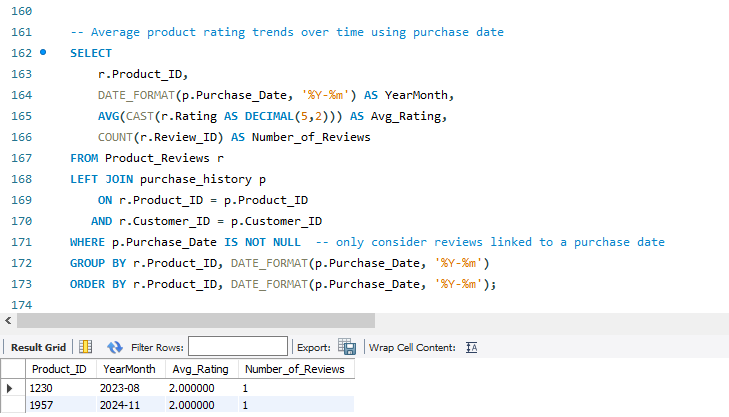 160
161 -- Average product rating trends over time using purchase date
162 SELECT
163 r.Product_ID,
164 DATE_FORMAT(p.Purchase_Date, '%Y-%m') AS YearMonth,
165 AVG(CAST(r.Rating AS DECIMAL(5,2))) AS Avg_Rating,
166 COUNT(r.Review_ID) AS Number_of_Reviews
167 FROM Product_Reviews r
168 LEFT JOIN purchase_history p
169 ON r.Product_ID = p.Product_ID
170 AND r.Customer_ID = p.Customer_ID
171 WHERE p.Purchase_Date IS NOT NULL -- only consider reviews linked to a purchase date
172 GROUP BY r.Product_ID, DATE_FORMAT(p.Purchase_Date, '%Y-%m')
173 ORDER BY r.Product_ID, DATE_FORMAT(p.Purchase_Date, '%Y-%m');
174
Result Grid Filter Rows: Export: Wrap Cell Content: IA
Product_ID YearMonth Avg_Rating Number_of_Reviews
1230 2023-08 2.000000 1
1957 2024-11 2.000000 1